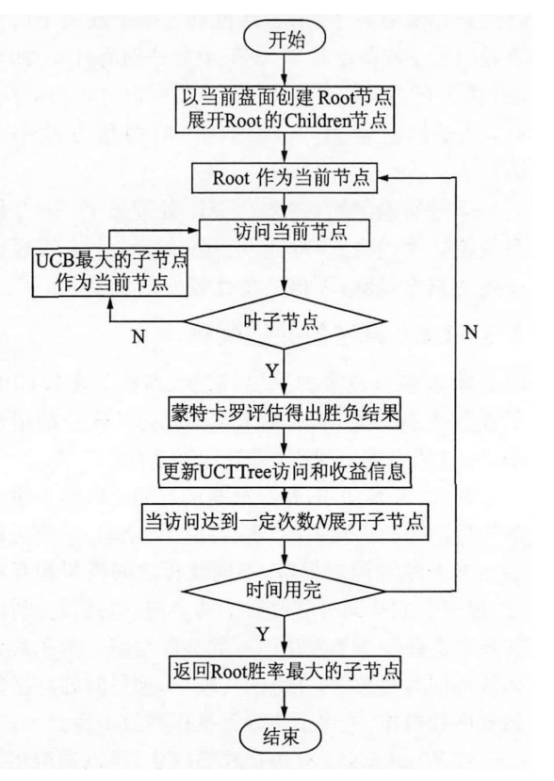 开始
以当前盘面创建Root节点
展开Root的Children节点
Root 作为当前节点
访问当前节点
UCB最大的子节点
作为当前节点
叶子节点
N
N
Y
蒙特卡罗评估得出胜负结果
更新UCTTree访问和收益信息
当访问达到一定次数N展开子节点
时间用完
Y
返回Root胜率最大的子节点
结束